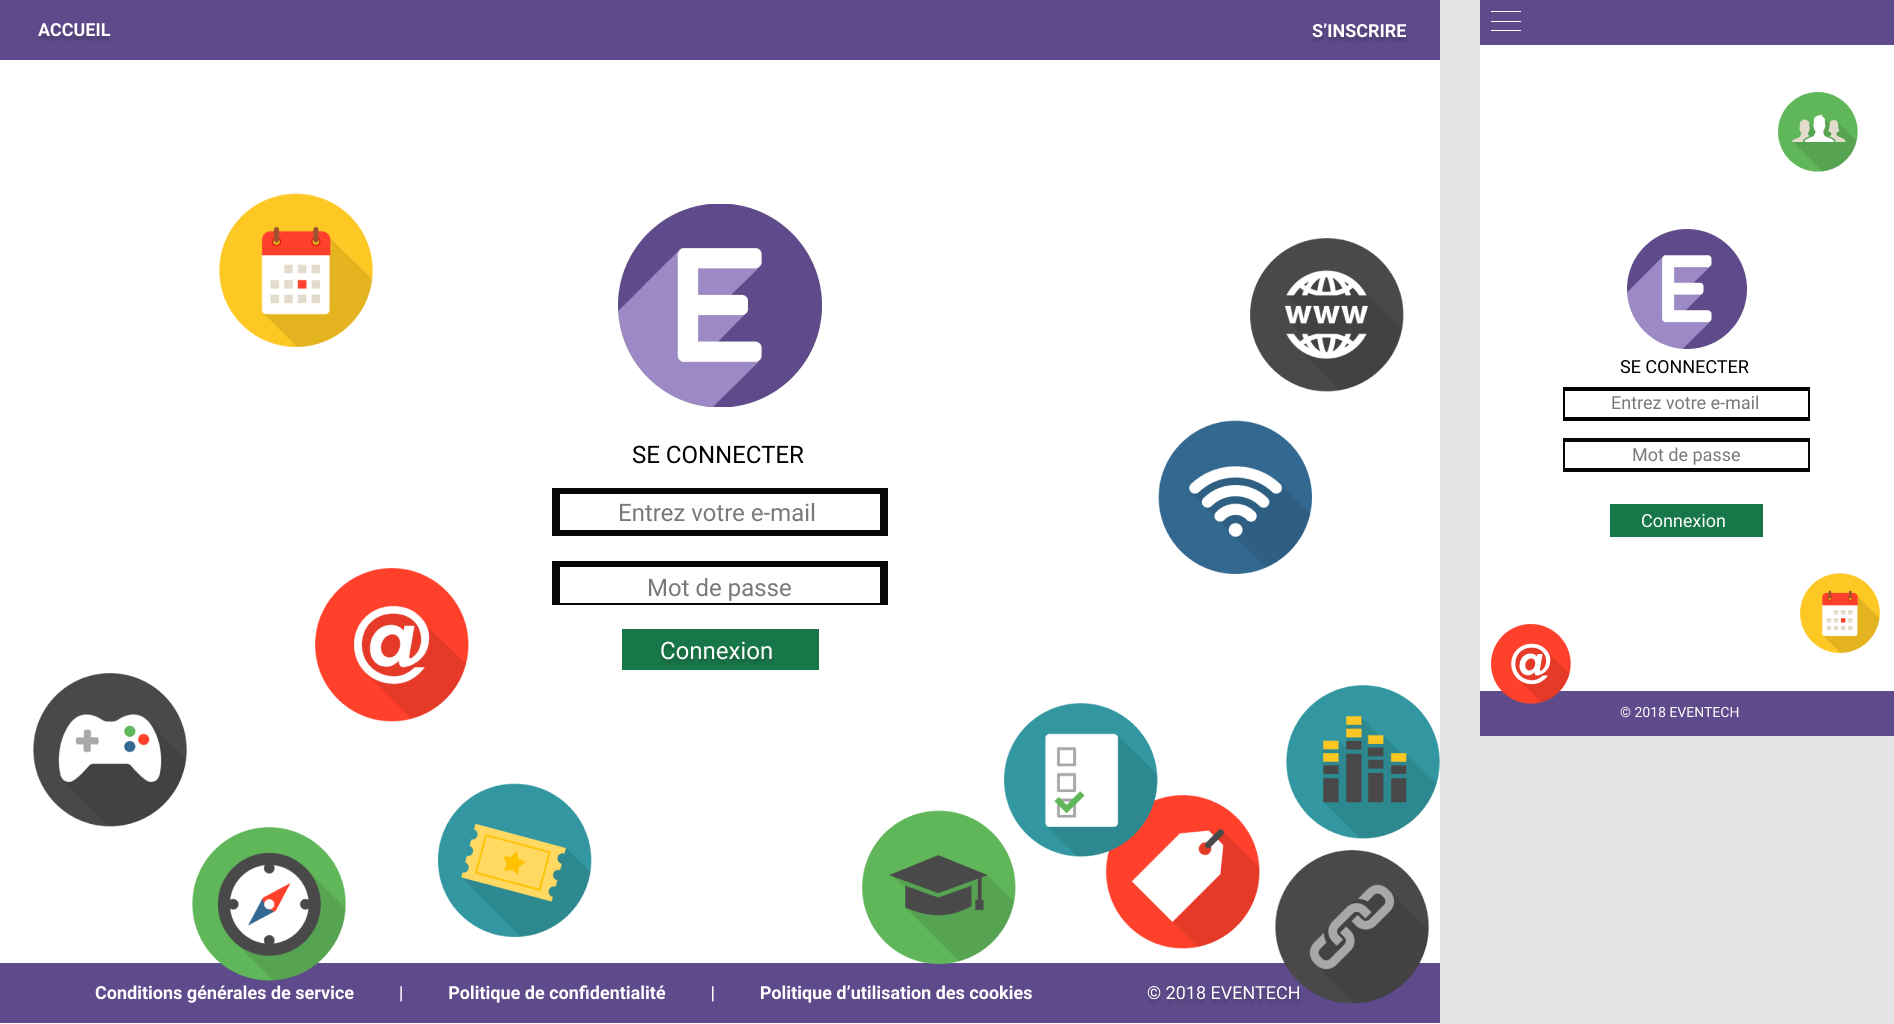 ACCUEIL
S’INSCRIRE
E
www
SE CONNECTER
Entrez votre e-mail
Mot de passe
Connexion
@
Conditions générales de service | Politique de confidentialité | Politique d’utilisation des cookies © 2018 EVENTECH
E
SE CONNECTER
Entrez votre e-mail
Mot de passe
Connexion
@
© 2018 EVENTECH